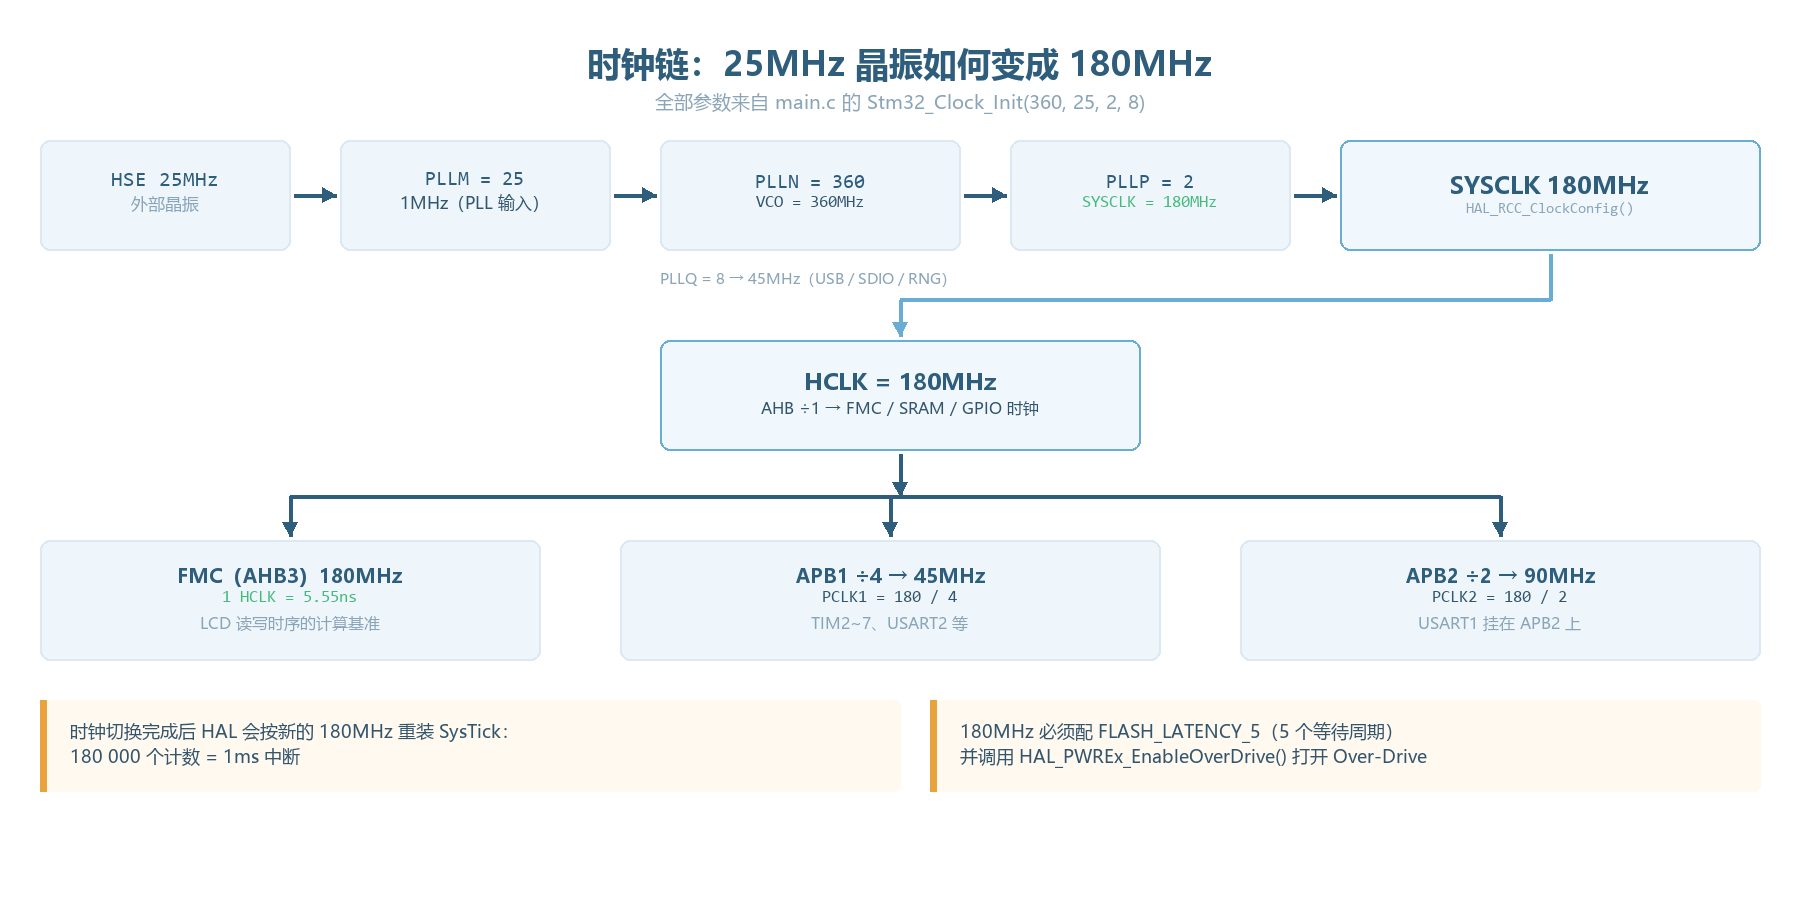 时钟链：25MHz 晶振如何变成 180MHz
全部参数来自 main.c 的 Stm32_Clock_Init(360, 25, 2, 8)
HSE 25MHz
外部晶振
PLLM = 25
1MHz（PLL 输入）
PLLN = 360
VCO = 360MHz
PLLP = 2
SYSCLK = 180MHz
SYSCLK 180MHz
HAL_RCC_ClockConfig()
PLLQ = 8 → 45MHz（USB / SDIO / RNG）
HCLK = 180MHz
AHB ÷1 → FMC / SRAM / GPIO 时钟
FMC（AHB3）180MHz
1 HCLK = 5.55ns
LCD 读写时序的计算基准
APB1 ÷4 → 45MHz
PCLK1 = 180 / 4
TIM2~7、USART2 等
APB2 ÷2 → 90MHz
PCLK2 = 180 / 2
USART1 挂在 APB2 上
时钟切换完成后 HAL 会按新的 180MHz 重装 SysTick：
180 000 个计数 = 1ms 中断
180MHz 必须配 FLASH_LATENCY_5（5 个等待周期）
并调用 HAL_PWREx_EnableOverDrive() 打开 Over-Drive